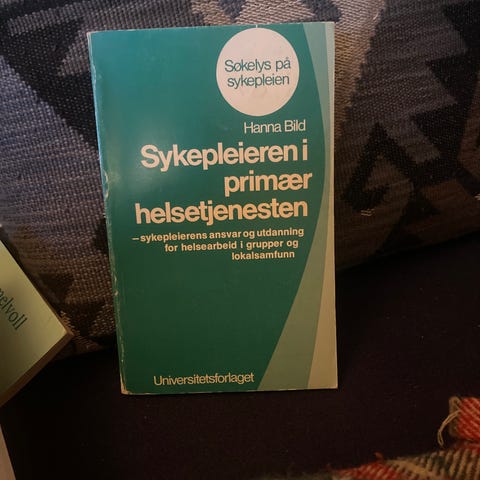 Søkelys på
sykepleien
Hanna Bild
Sykepleieren i
primær
helsetjenesten
—sykepleierens ansvar og utdanning
for helsearbeid i grupper og
lokalsamfunn
Universitetsforlaget